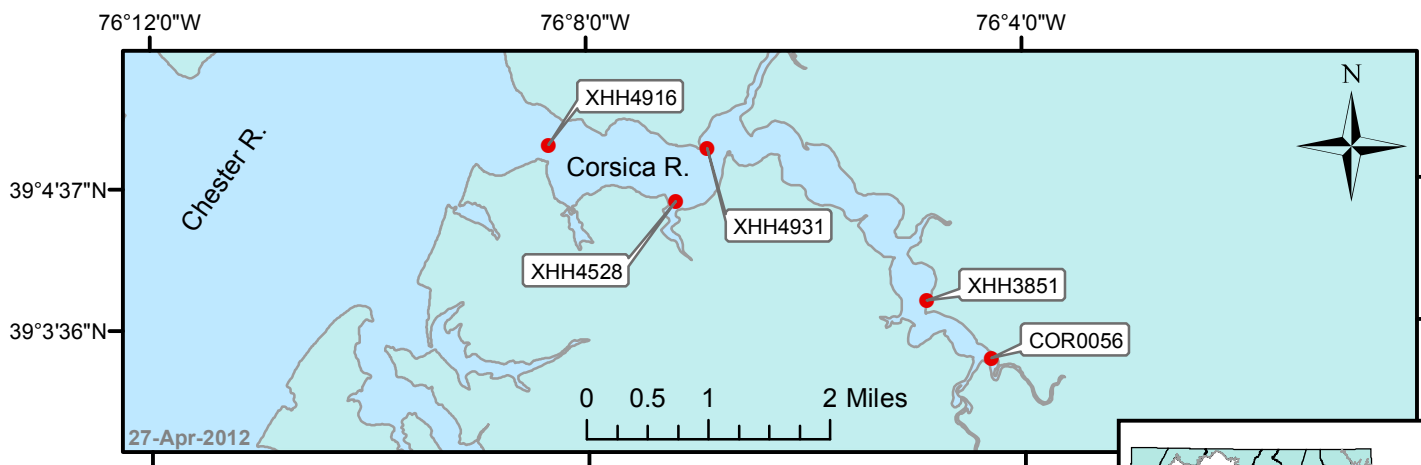 76°12'0"W
76°8'0"W
76°4'0"W
N
XHH4916
Chester R.
Corsica R.
39°4'37"N
XHH4931
XHH4528
XHH3851
39°3'36"N
COR0056
0 0.5 1 2 Miles
27-Apr-2012